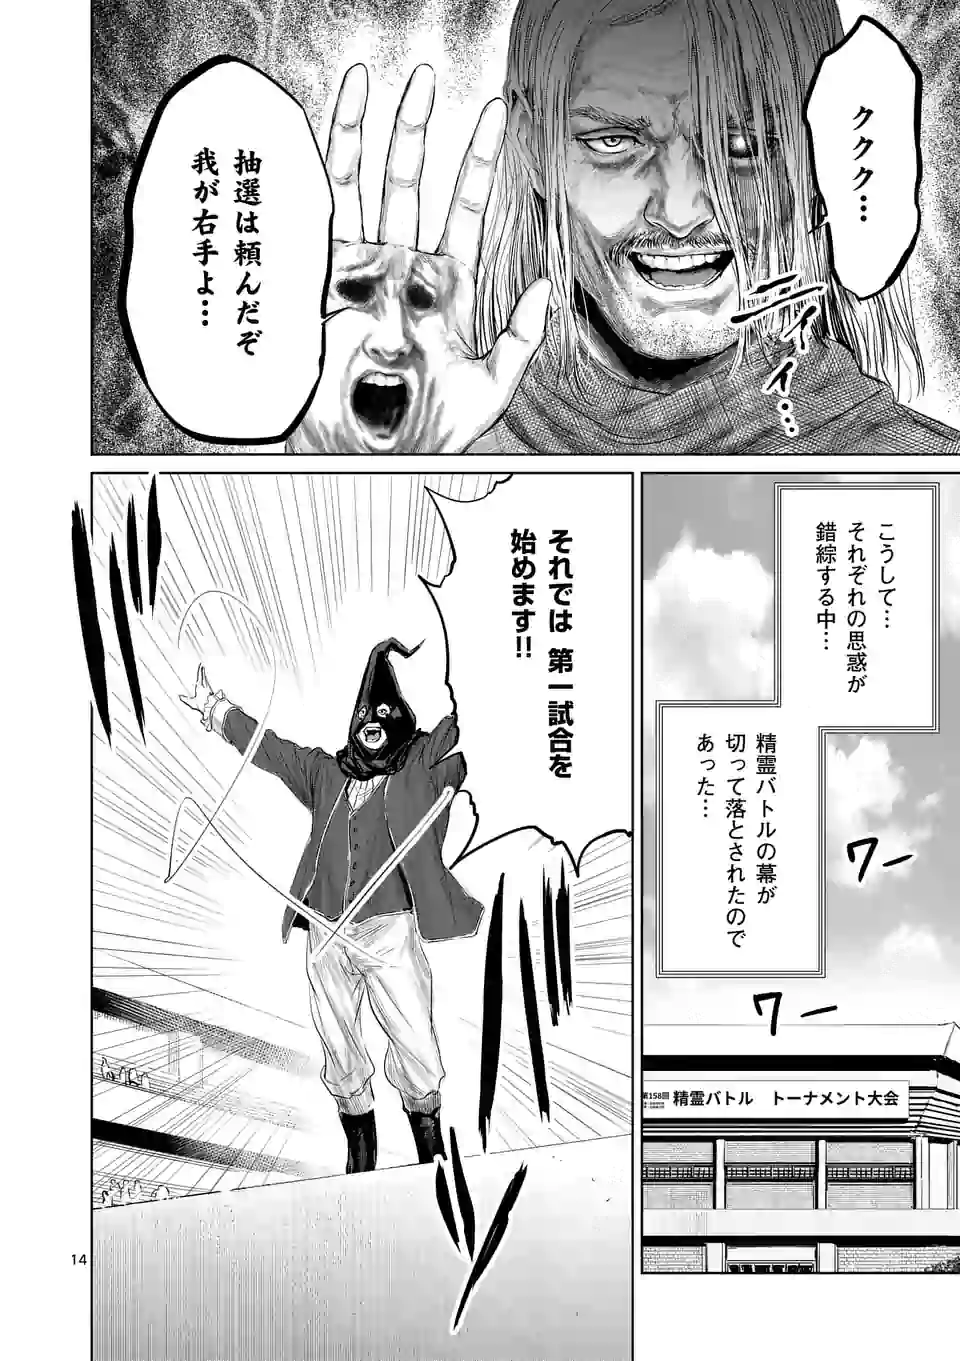 ククク…
ニィィ…
抽選は頼んだぞ
我が右手よ…
こうして…
それぞれの思惑が
錯綜する中…
精霊バトルの幕が
切って落とされたので
あった…
ワー
ワー
第158回
精霊バトル トーナメント大会
それでは 第一試合を
始めます!!
14